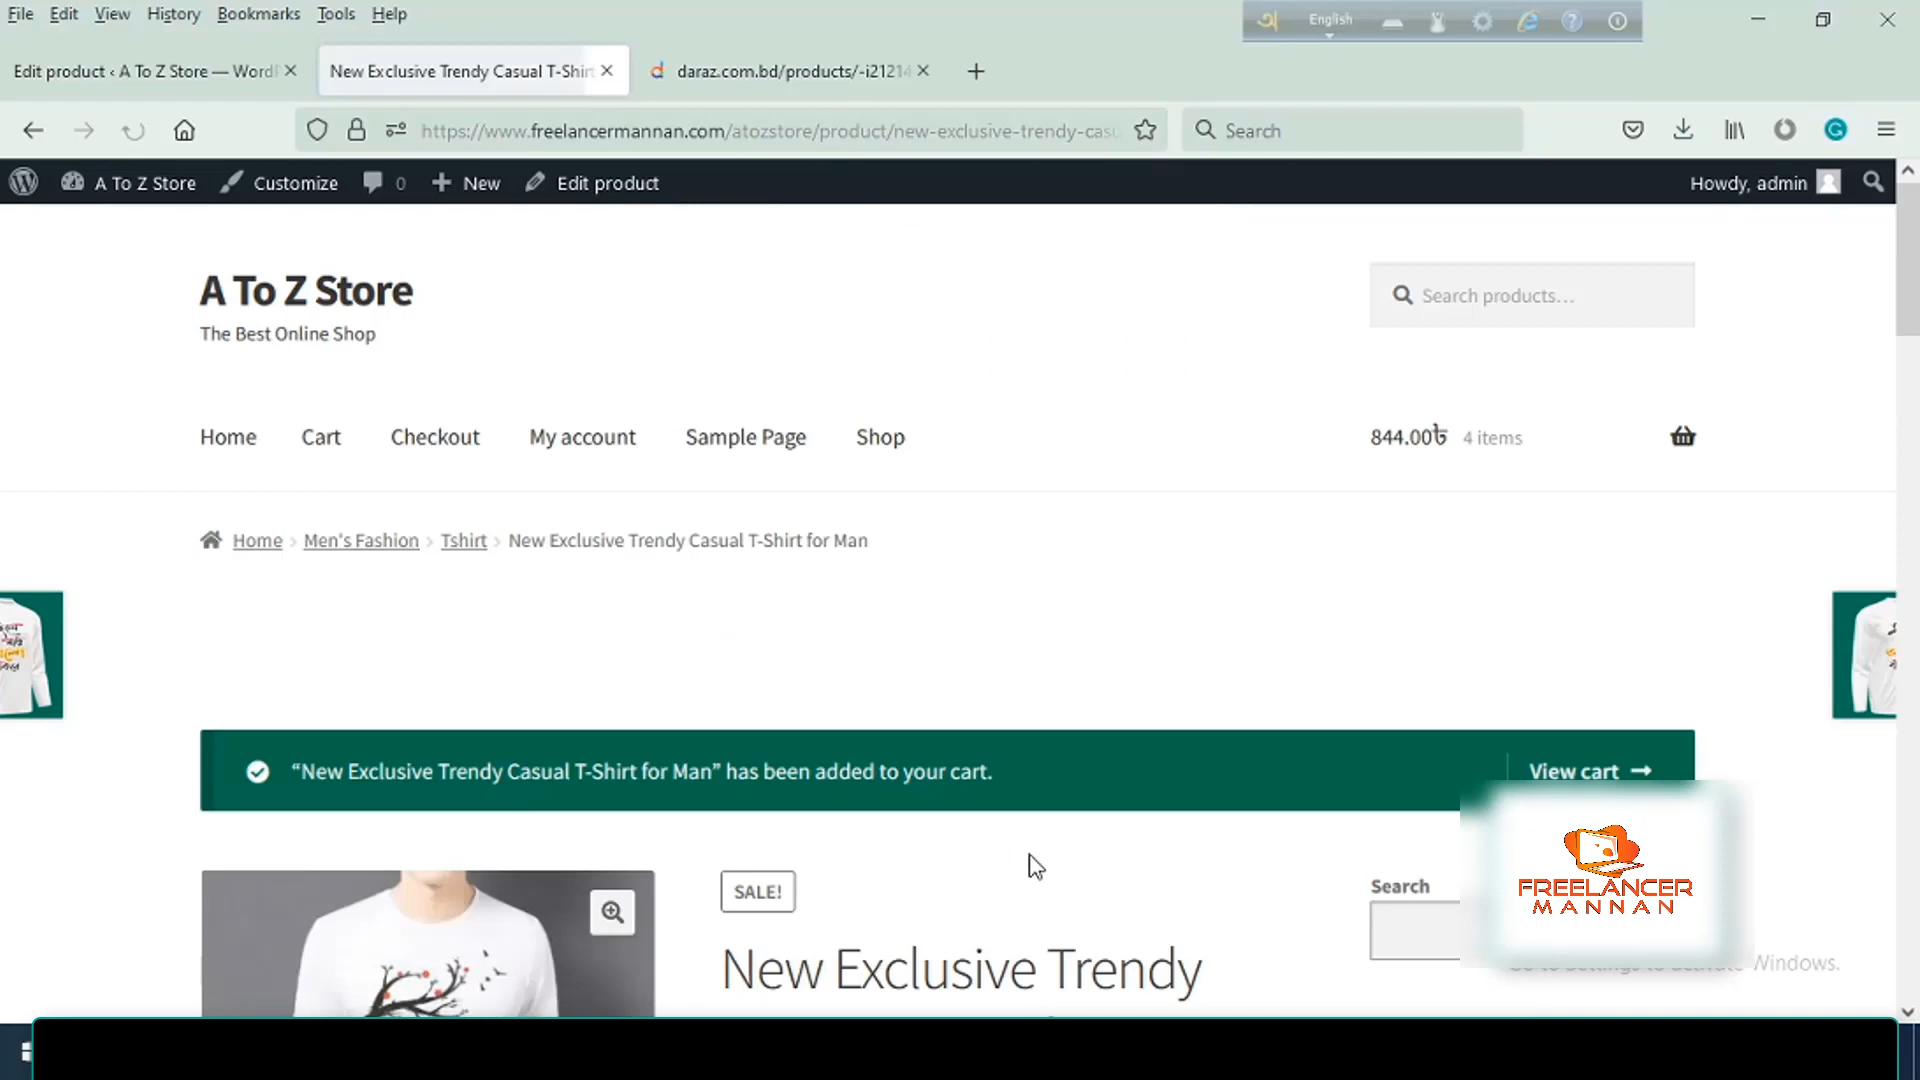 File Edit View History Bookmarks Tools Help
English
Edit product ‹ A To Z Store — Word
New Exclusive Trendy Casual T-Shirt
daraz.com.bd/products/-i21214
https://www.freelancermannan.com/atozstore/product/new-exclusive-trendy-casu
Search
A To Z Store
Customize
0
New
Edit product
Howdy, admin
A To Z Store
The Best Online Shop
Search products…
Home
Cart
Checkout
My account
Sample Page
Shop
844.00৳ 4 items
Home › Men's Fashion › Tshirt › New Exclusive Trendy Casual T-Shirt for Man
“New Exclusive Trendy Casual T-Shirt for Man” has been added to your cart.
View cart
SALE!
New Exclusive Trendy
Search
FREELANCER
MANNAN
Windows.